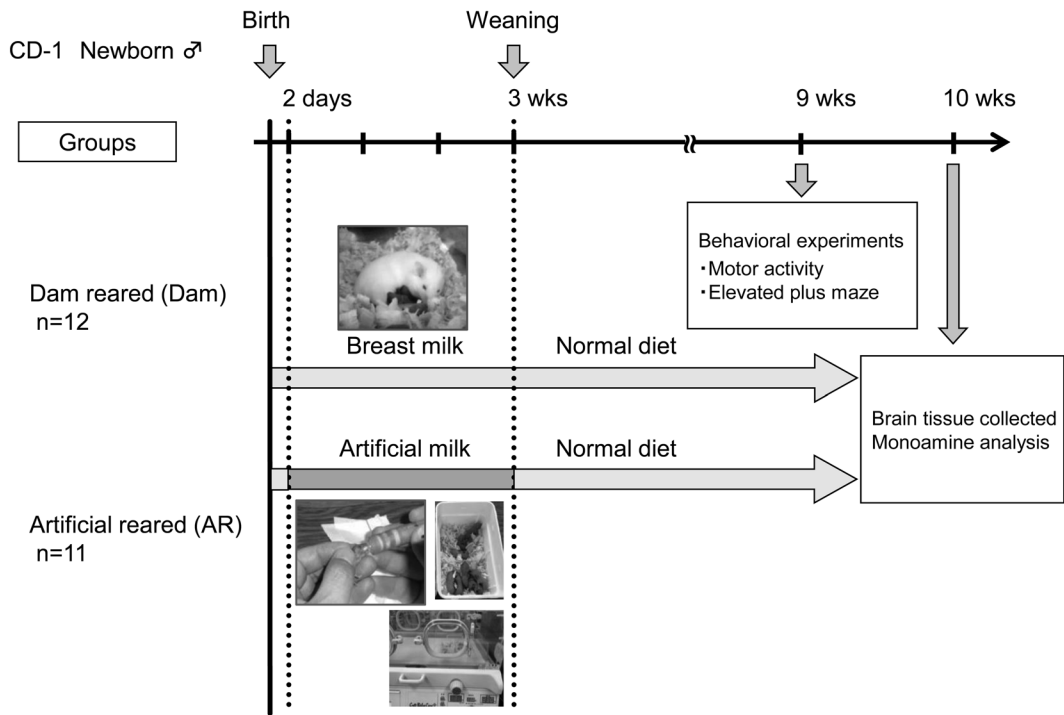 Birth
Weaning
CD-1 Newborn ♂
2 days
3 wks
9 wks
10 wks
Groups
Behavioral experiments
・Motor activity
・Elevated plus maze
Dam reared (Dam)
n=12
Breast milk
Normal diet
Brain tissue collected
Monoamine analysis
Artificial milk
Normal diet
Artificial reared (AR)
n=11